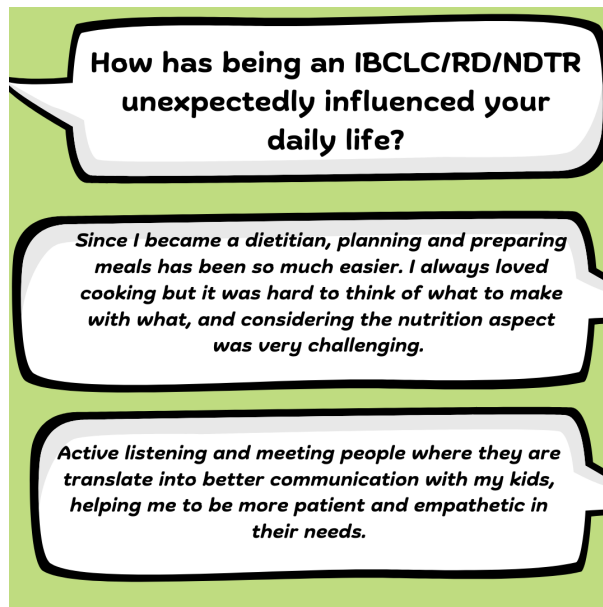 How has being an IBCLC/RD/NDTR
unexpectedly influenced your
daily life?
Since I became a dietitian, planning and preparing
meals has been so much easier. I always loved
cooking but it was hard to think of what to make
with what, and considering the nutrition aspect
was very challenging.
Active listening and meeting people where they are
translate into better communication with my kids,
helping me to be more patient and empathetic in
their needs.